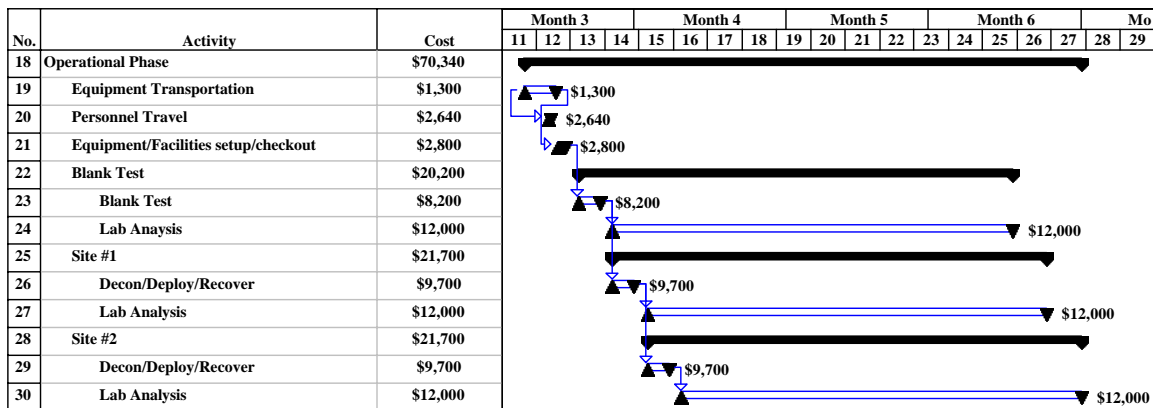 Month 3 Month 4 Month 5 Month 6 Mo
No. Activity Cost 11 12 13 14 15 16 17 18 19 20 21 22 23 24 25 26 27 28 29
18 Operational Phase $70,340
19 Equipment Transportation $1,300 $1,300
20 Personnel Travel $2,640 $2,640
21 Equipment/Facilities setup/checkout $2,800 $2,800
22 Blank Test $20,200
23 Blank Test $8,200 $8,200
24 Lab Anaysis $12,000 $12,000
25 Site #1 $21,700
26 Decon/Deploy/Recover $9,700 $9,700
27 Lab Analysis $12,000 $12,000
28 Site #2 $21,700
29 Decon/Deploy/Recover $9,700 $9,700
30 Lab Analysis $12,000 $12,000